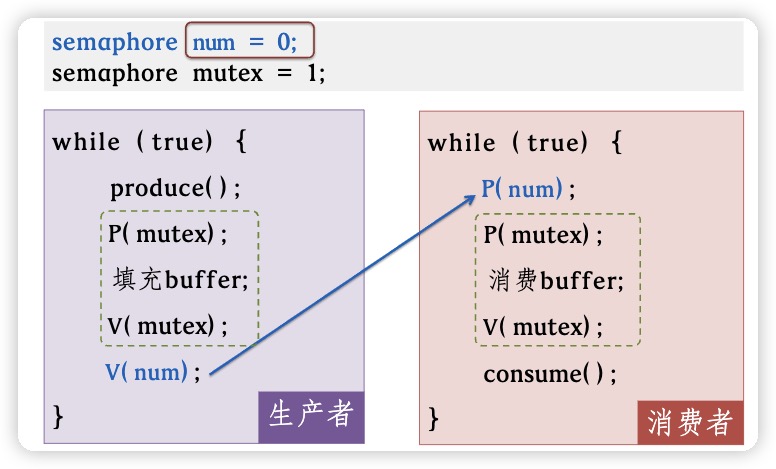 semaphore num = 0;
semaphore mutex = 1;
while (true) {
produce();
P(mutex);
填充buffer;
V(mutex);
V(num);
}
生产者
while (true) {
P(num);
P(mutex);
消费buffer;
V(mutex);
consume();
}
消费者